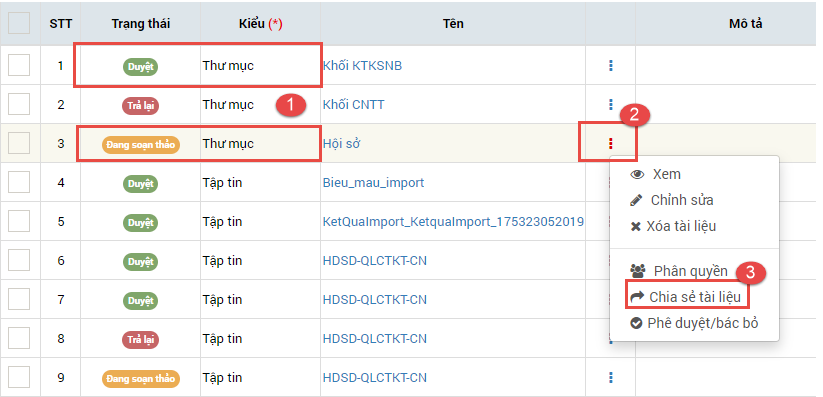 STT Trạng thái Kiểu (*) Tên Mô tả
1 Duyệt Thư mục Khối KTKSNB
2 Trả lại Thư mục 1 Khối CNTT
2
3 Đang soạn thảo Thư mục Hội sở
Xem
4 Duyệt Tập tin Bieu_mau_import
Chỉnh sửa
5 Duyệt Tập tin KetQuaImport_KetquaImport_175323052019
Xóa tài liệu
6 Duyệt Tập tin HDSD-QLCTKT-CN
Phân quyền 3
7 Duyệt Tập tin HDSD-QLCTKT-CN
Chia sẻ tài liệu
Phê duyệt/bác bỏ
8 Trả lại Tập tin HDSD-QLCTKT-CN
9 Đang soạn thảo Tập tin HDSD-QLCTKT-CN